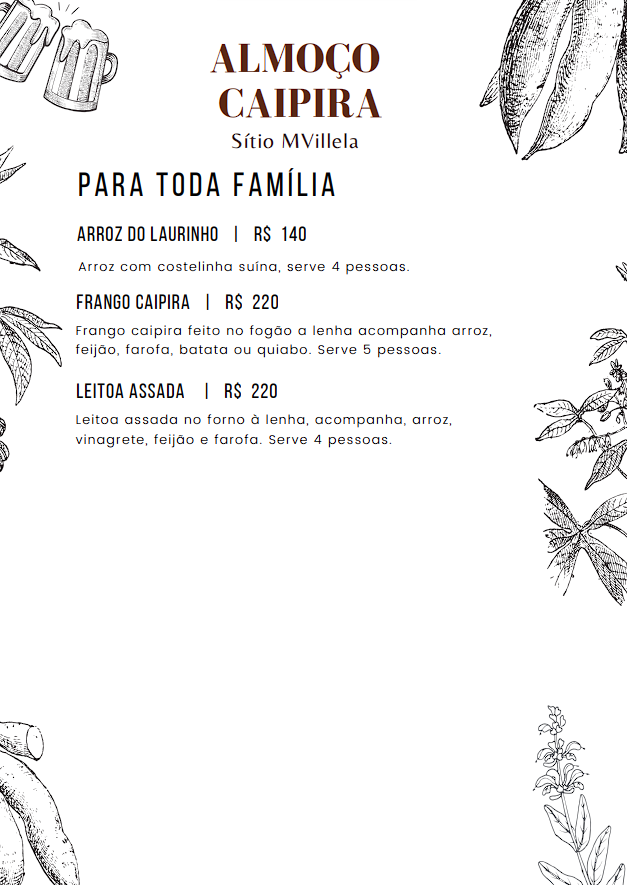 ALMOÇO
CAIPIRA
Sítio MVillela
PARA TODA FAMÍLIA
ARROZ DO LAURINHO | R$ 140
Arroz com costelinha suína, serve 4 pessoas.
FRANGO CAIPIRA | R$ 220
Frango caipira feito no fogão a lenha acompanha arroz,
feijão, farofa, batata ou quiabo. Serve 5 pessoas.
LEITOA ASSADA | R$ 220
Leitoa assada no forno à lenha, acompanha, arroz,
vinagrete, feijão e farofa. Serve 4 pessoas.